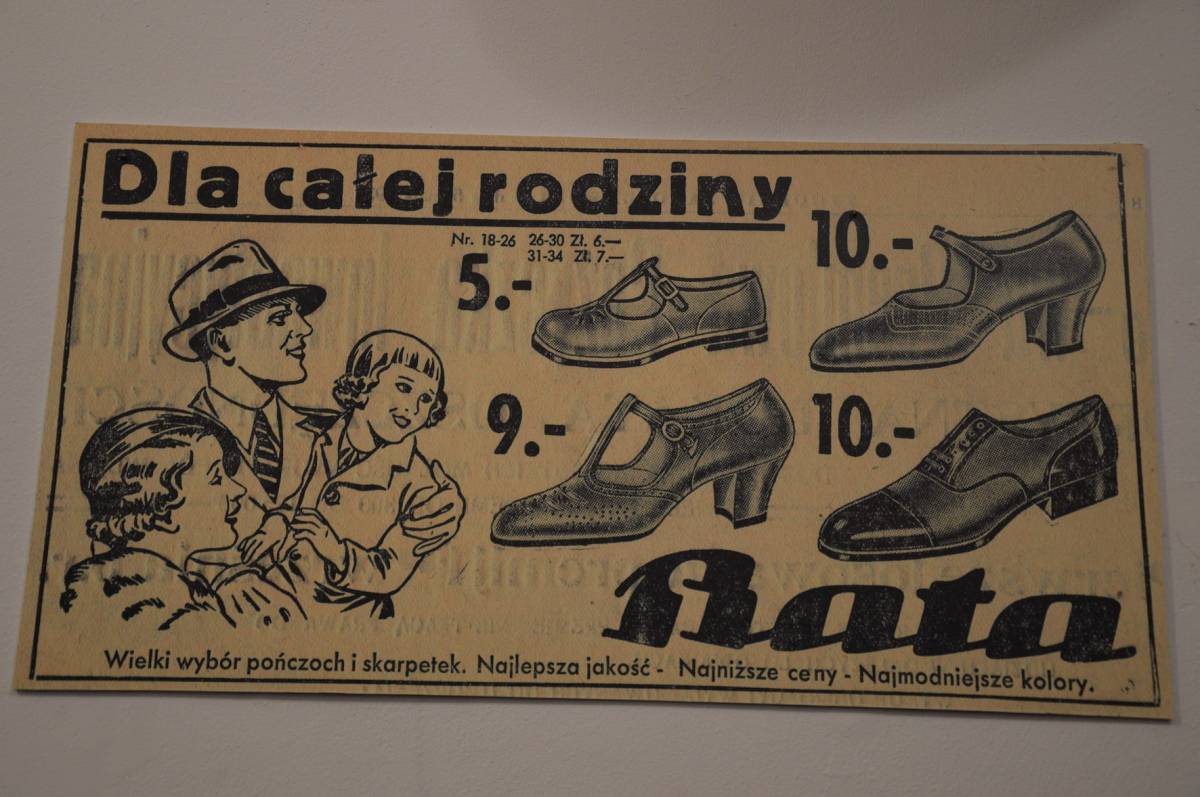 Dla całej rodziny
Nr. 18-26 26-30 Zł. 6.—
31-34 Zł. 7.—
5.-
10.-
9.-
10.-
Bata
Wielki wybór pończoch i skarpetek. Najlepsza jakość - Najniższe ceny - Najmodniejsze kolory.